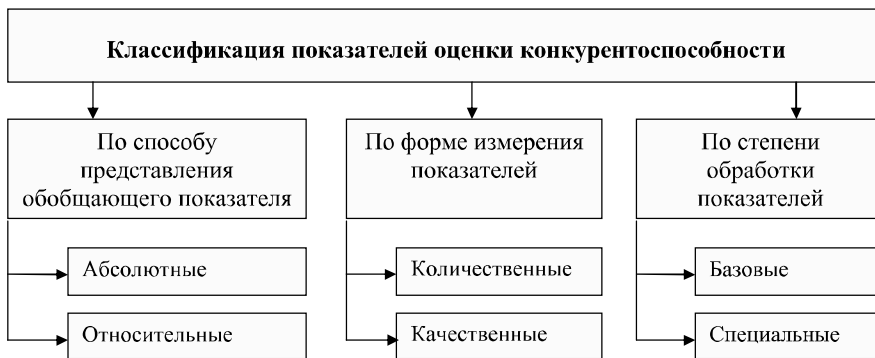 Классификация показателей оценки конкурентоспособности
По способу
представления
обобщающего показателя
По форме измерения
показателей
По степени
обработки
показателей
Абсолютные
Количественные
Базовые
Относительные
Качественные
Специальные